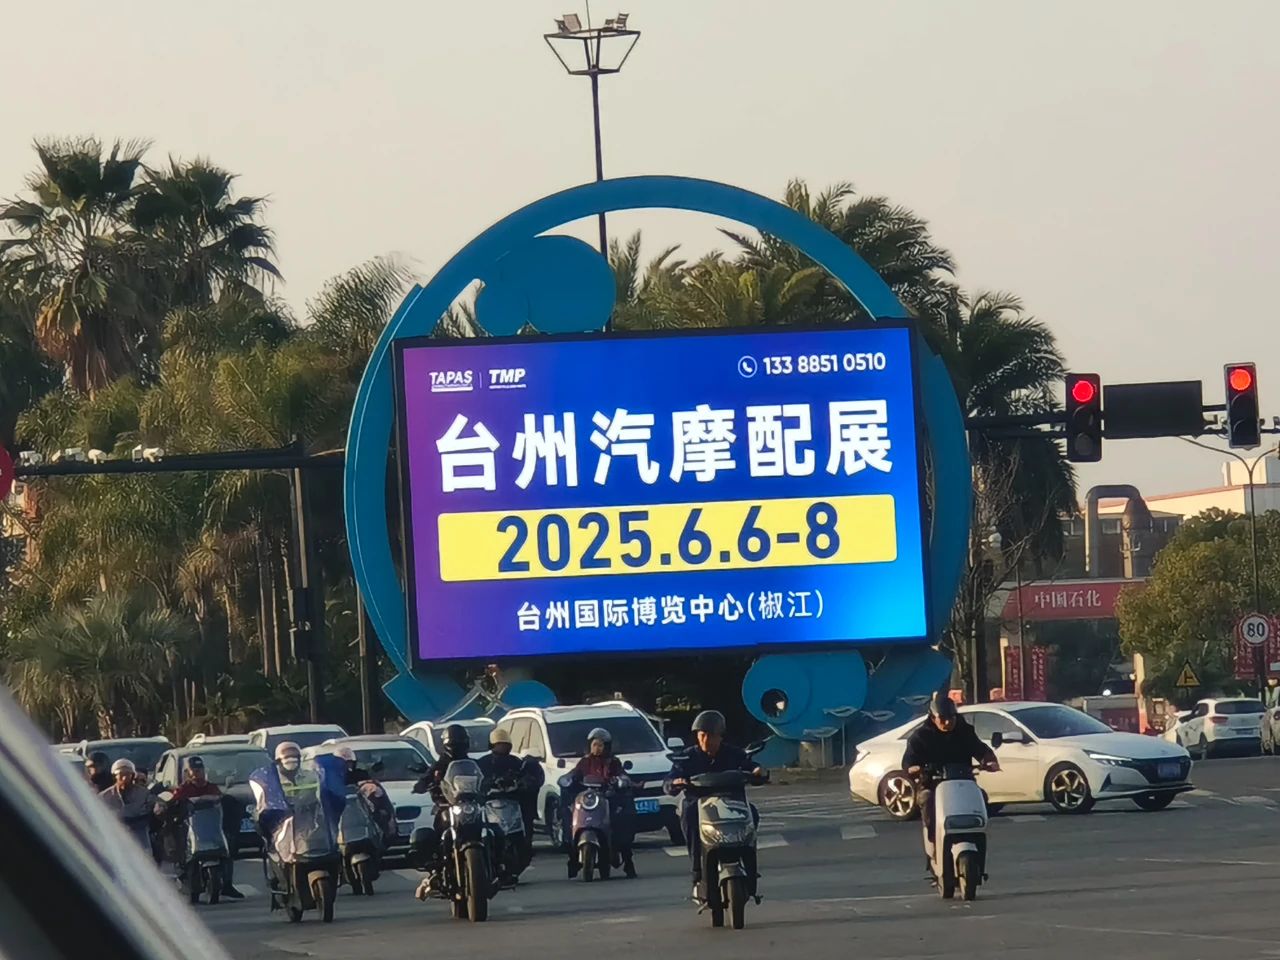 TAPAS | TMP
133 8851 0510
台州汽摩配展
2025.6.6-8
台州国际博览中心(椒江)
中国石化
80